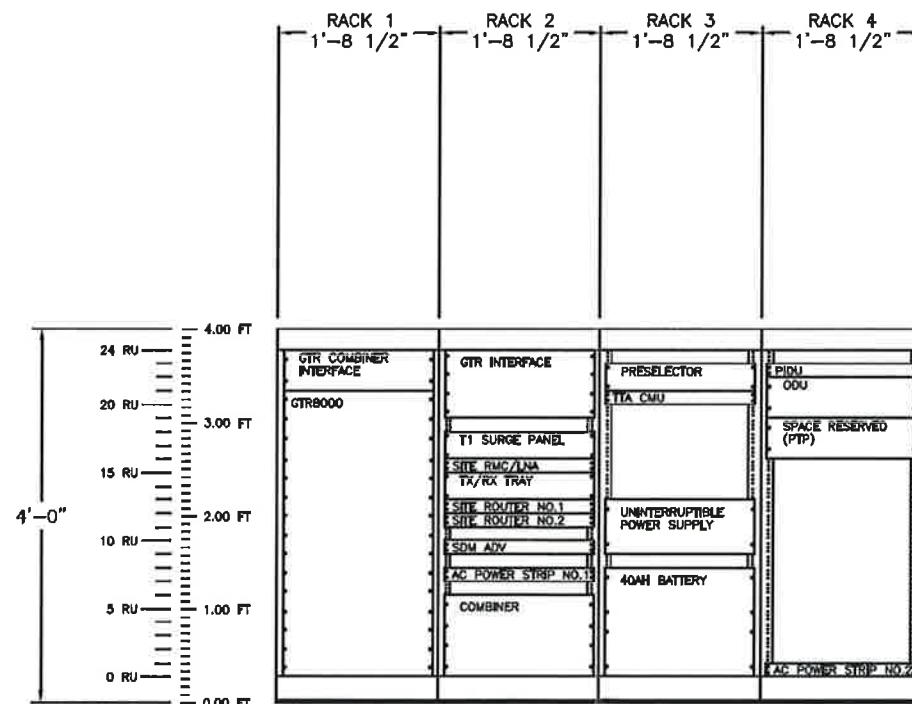 RACK 1
1'-8 1/2"
RACK 2
1'-8 1/2"
RACK 3
1'-8 1/2"
RACK 4
1'-8 1/2"
4'-0"
24 RU
20 RU
15 RU
10 RU
5 RU
0 RU
4.00 FT
3.00 FT
2.00 FT
1.00 FT
0.00 FT
GTR COMBINER
INTERFACE
GTR8000
GTR INTERFACE
T1 SURGE PANEL
SITE RMC/LNA
TX/RX TRAY
SITE ROUTER NO.1
SITE ROUTER NO.2
SDM ADV
AC POWER STRIP NO.1
COMBINER
PRESELECTOR
TTA CMU
UNINTERRUPTIBLE
POWER SUPPLY
40AH BATTERY
PIDU
ODU
SPACE RESERVED
(PTP)
AC POWER STRIP NO.2